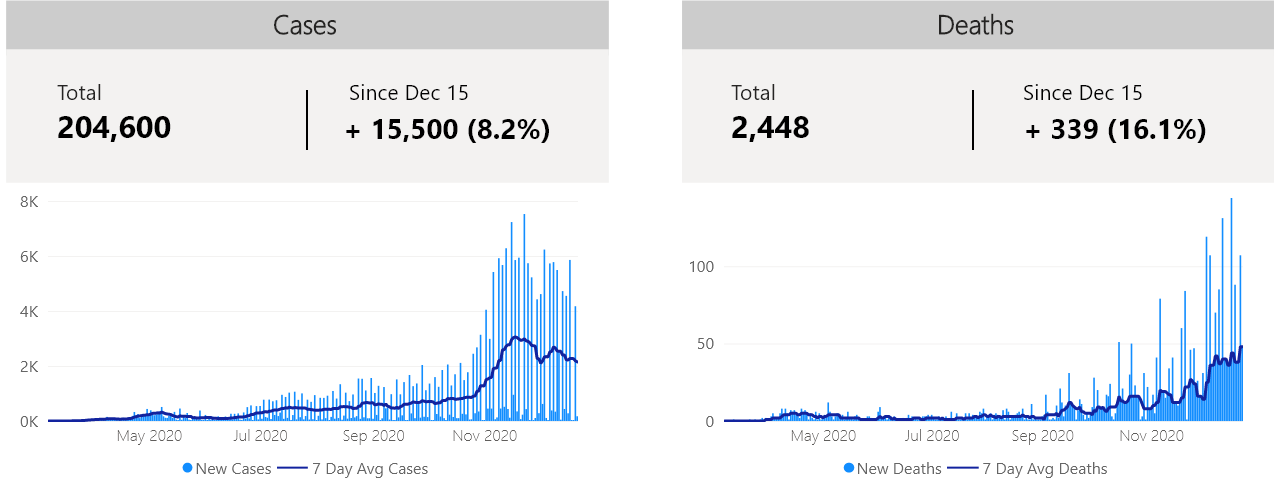 Cases
Total
204,600
Since Dec 15
+ 15,500 (8.2%)
8K
6K
4K
2K
0K
May 2020 Jul 2020 Sep 2020 Nov 2020
New Cases 7 Day Avg Cases
Deaths
Total
2,448
Since Dec 15
+ 339 (16.1%)
100
50
0
May 2020 Jul 2020 Sep 2020 Nov 2020
New Deaths 7 Day Avg Deaths